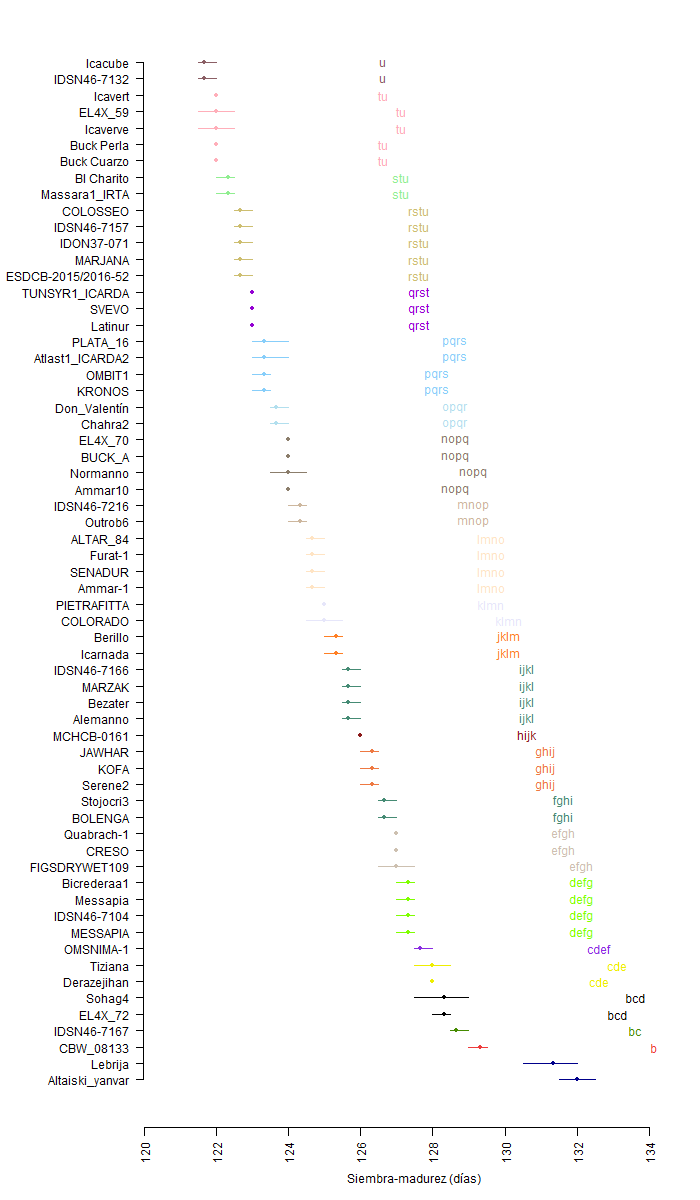 Icacube u
IDSN46-7132 u
Icavert tu
EL4X_59 tu
Icaverve tu
Buck Perla tu
Buck Cuarzo tu
BI Charito stu
Massara1_IRTA stu
COLOSSEO rstu
IDSN46-7157 rstu
IDON37-071 rstu
MARJANA rstu
ESDCB-2015/2016-52 rstu
TUNSYR1_ICARDA qrst
SVEVO qrst
Latinur qrst
PLATA_16 pqrs
Atlast1_ICARDA2 pqrs
OMBIT1 pqrs
KRONOS pqrs
Don_Valentín opqr
Chahra2 opqr
EL4X_70 nopq
BUCK_A nopq
Normanno nopq
Ammar10 nopq
IDSN46-7216 mnop
Outrob6 mnop
ALTAR_84 lmno
Furat-1 lmno
SENADUR lmno
Ammar-1 lmno
PIETRAFITTA klmn
COLORADO klmn
Berillo jklm
Icarnada jklm
IDSN46-7166 ijkl
MARZAK ijkl
Bezater ijkl
Alemanno ijkl
MCHCB-0161 hijk
JAWHAR ghij
KOFA ghij
Serene2 ghij
Stojocri3 fghi
BOLENGA fghi
Quabrach-1 efgh
CRESO efgh
FIGSDRYWET109 efgh
Bicrederaa1 defg
Messapia defg
IDSN46-7104 defg
MESSAPIA defg
OMSNIMA-1 cdef
Tiziana cde
Derazejihan cde
Sohag4 bcd
EL4X_72 bcd
IDSN46-7167 bc
CBW_08133 b
Lebrija
Altaiski_yanvar
120 122 124 126 128 130 132 134
Siembra-madurez (días)